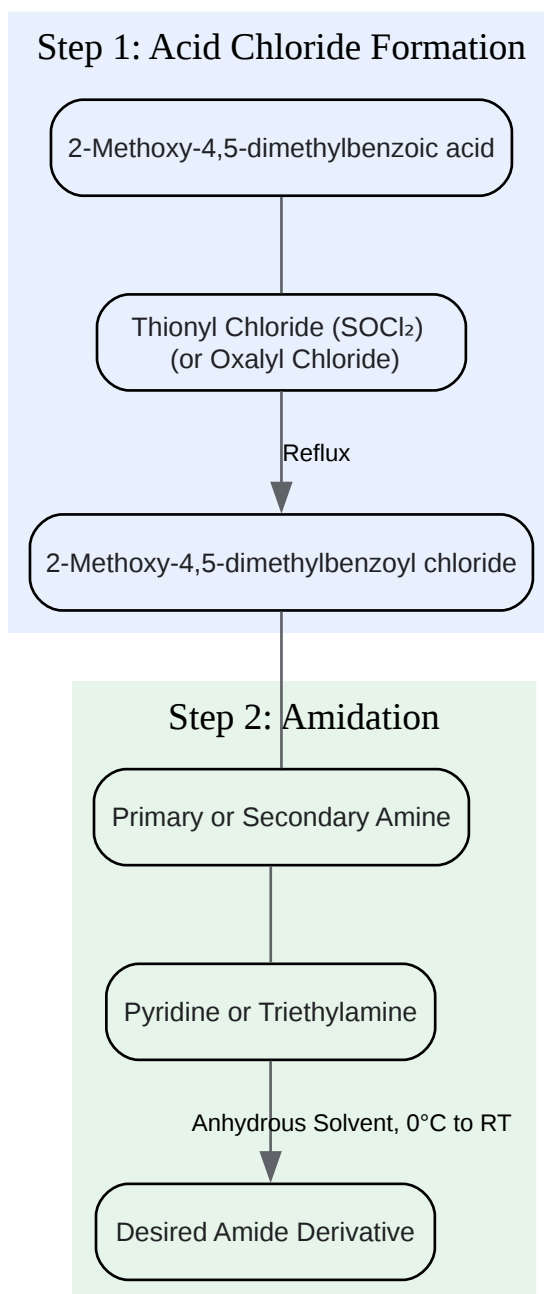 Step 1: Acid Chloride Formation
2-Methoxy-4,5-dimethylbenzoic acid
Thionyl Chloride (SOCl₂)
(or Oxalyl Chloride)
Reflux
2-Methoxy-4,5-dimethylbenzoyl chloride
Step 2: Amidation
Primary or Secondary Amine
Pyridine or Triethylamine
Anhydrous Solvent, 0°C to RT
Desired Amide Derivative